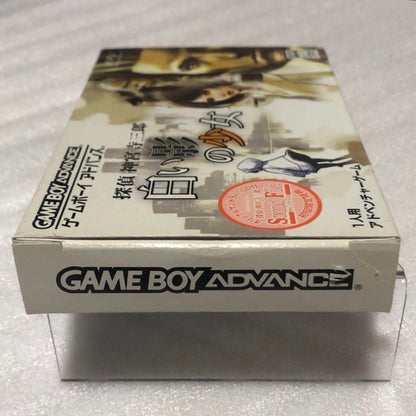 GAME BOY ADVANCE
ゲームボーイアドバンス
探偵 神宮寺三郎
白い影
の少女
1人用
アドベンチャーゲーム
GAME BOY ADVANCE
®